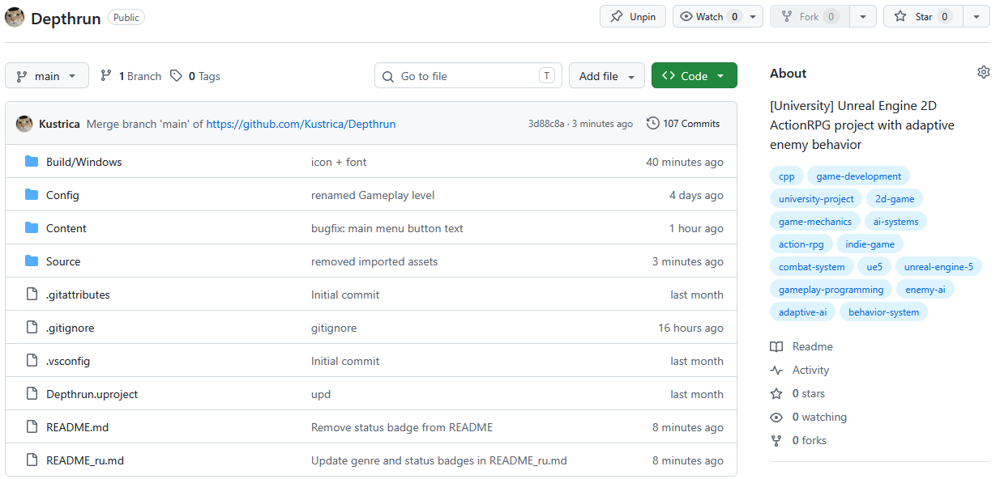 Depthrun Public Unpin Watch 0 Fork 0 Star 0
main 1 Branch 0 Tags Go to file T Add file Code
Kustrica Merge branch 'main' of https://github.com/Kustrica/Depthrun 3d88c8a · 3 minutes ago 107 Commits
Build/Windows icon + font 40 minutes ago
Config renamed Gameplay level 4 days ago
Content bugfix: main menu button text 1 hour ago
Source removed imported assets 3 minutes ago
.gitattributes Initial commit last month
.gitignore gitignore 16 hours ago
.vsconfig Initial commit last month
Depthrun.uproject upd last month
README.md Remove status badge from README 8 minutes ago
README_ru.md Update genre and status badges in README_ru.md 8 minutes ago
About
[University] Unreal Engine 2D
ActionRPG project with adaptive
enemy behavior
cpp game-development
university-project 2d-game
game-mechanics ai-systems
action-rpg indie-game
combat-system ue5 unreal-engine-5
gameplay-programming enemy-ai
adaptive-ai behavior-system
Readme
Activity
0 stars
0 watching
0 forks